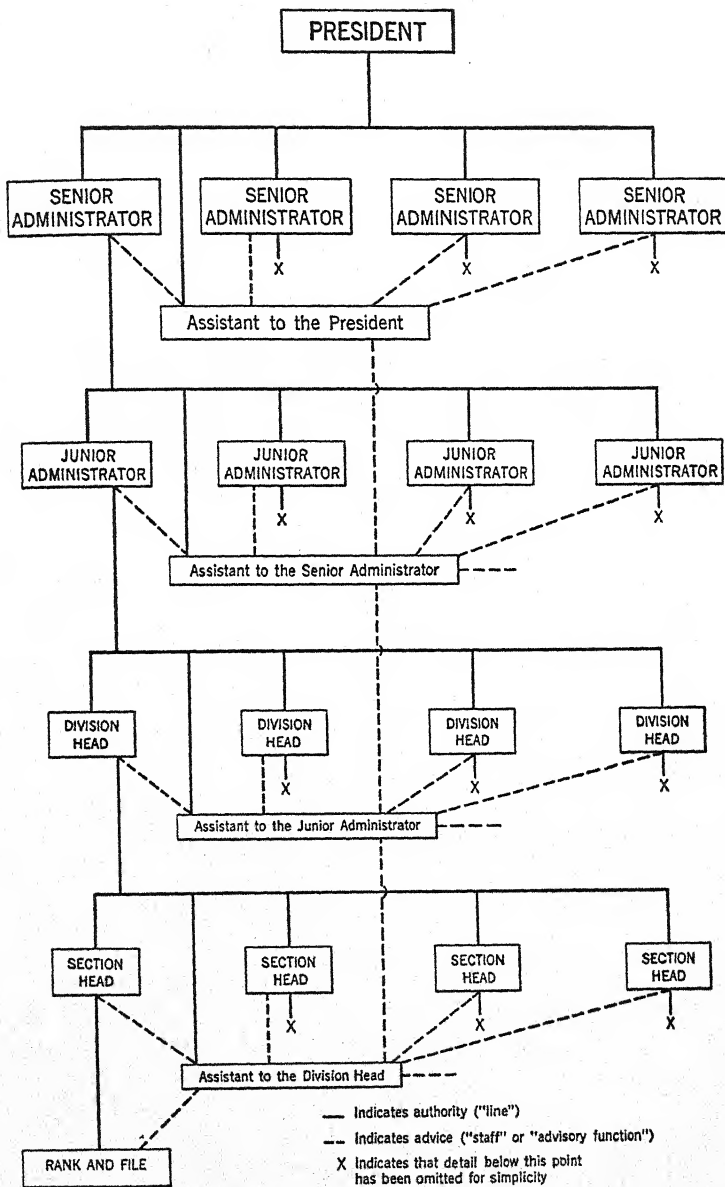 PRESIDENT
SENIOR
ADMINISTRATOR
SENIOR
ADMINISTRATOR
SENIOR
ADMINISTRATOR
SENIOR
ADMINISTRATOR
X
X
X
Assistant to the President
JUNIOR
ADMINISTRATOR
JUNIOR
ADMINISTRATOR
JUNIOR
ADMINISTRATOR
JUNIOR
ADMINISTRATOR
X
X
X
Assistant to the Senior Administrator
DIVISION
HEAD
DIVISION
HEAD
DIVISION
HEAD
DIVISION
HEAD
X
X
X
Assistant to the Junior Administrator
SECTION
HEAD
SECTION
HEAD
SECTION
HEAD
SECTION
HEAD
X
X
X
Assistant to the Division Head
RANK AND FILE
Indicates authority ("line")
Indicates advice ("staff" or "advisory function")
X Indicates that detail below this point
has been omitted for simplicity